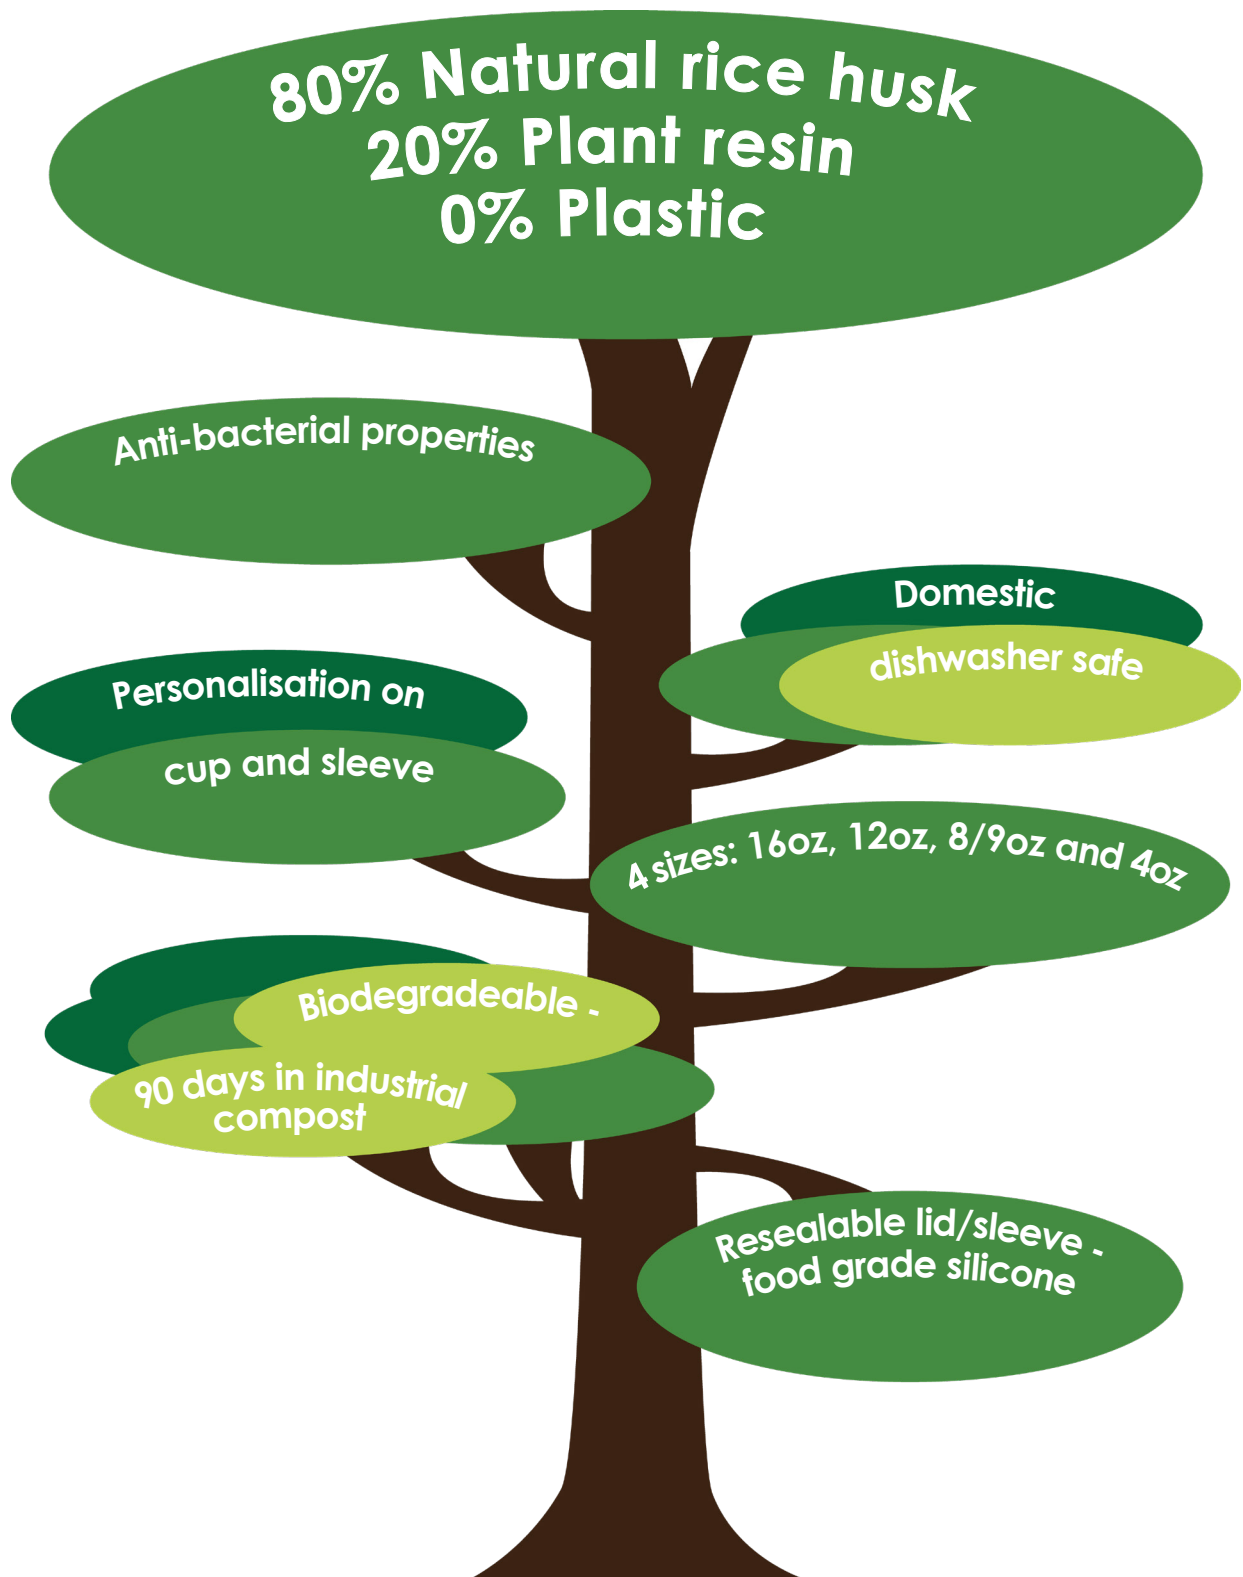 80% Natural rice husk
20% Plant resin
0% Plastic
Anti-bacterial properties
Domestic
dishwasher safe
Personalisation on
cup and sleeve
4 sizes: 16oz, 12oz, 8/9oz and 4oz
Biodegradeable -
90 days in industrial
compost
Resealable lid/sleeve -
food grade silicone